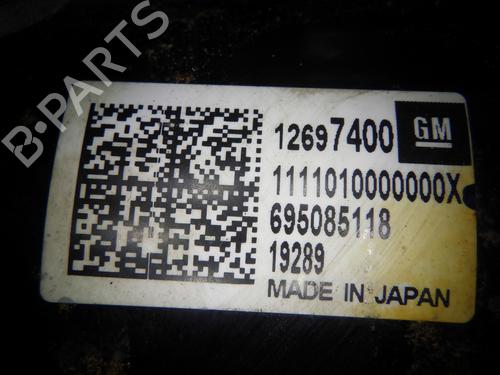 B-PARTS
12697400 GM
1111010000000X
695085118
19289
MADE IN JAPAN